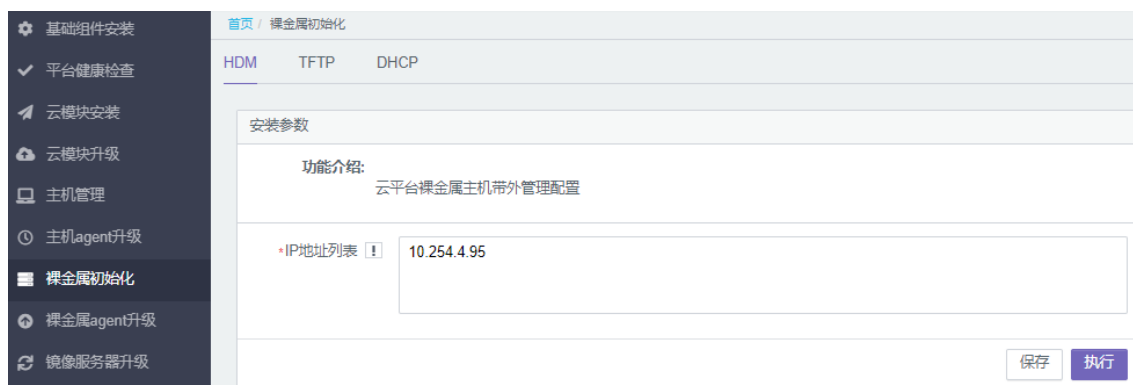 基础组件安装
平台健康检查
云模块安装
云模块升级
主机管理
主机agent升级
裸金属初始化
裸金属agent升级
镜像服务器升级
首页 / 裸金属初始化
HDM TFTP DHCP
安装参数
功能介绍:
云平台裸金属主机带外管理配置
*IP地址列表 ! 10.254.4.95
保存 执行